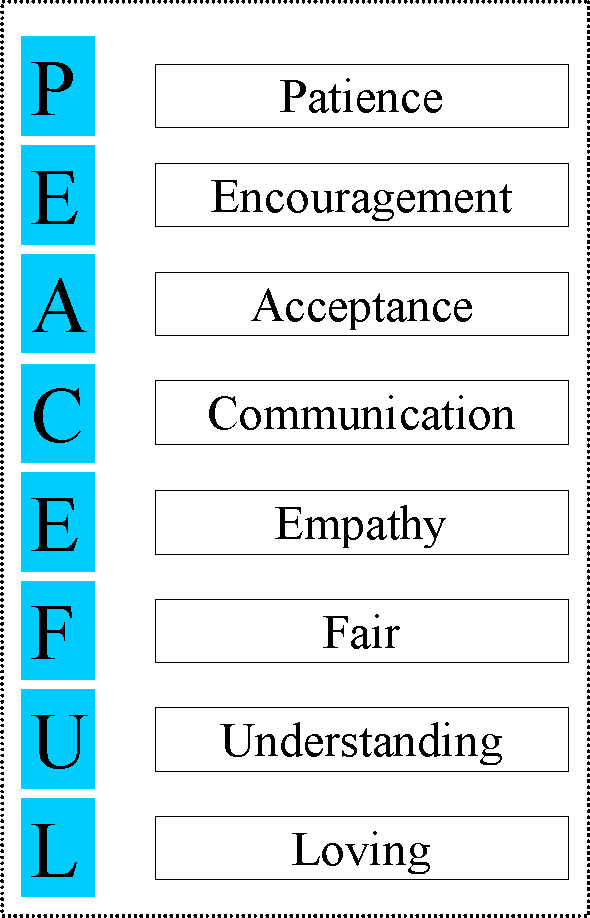 P Patience
E Encouragement
A Acceptance
C Communication
E Empathy
F Fair
U Understanding
L Loving